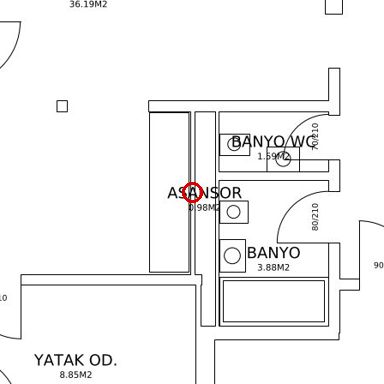 36.19M2
BANYO WC
1.59M2
70/210
ASANSOR
0.98M2
80/210
BANYO
3.88M2
90
10
YATAK OD.
8.85M2